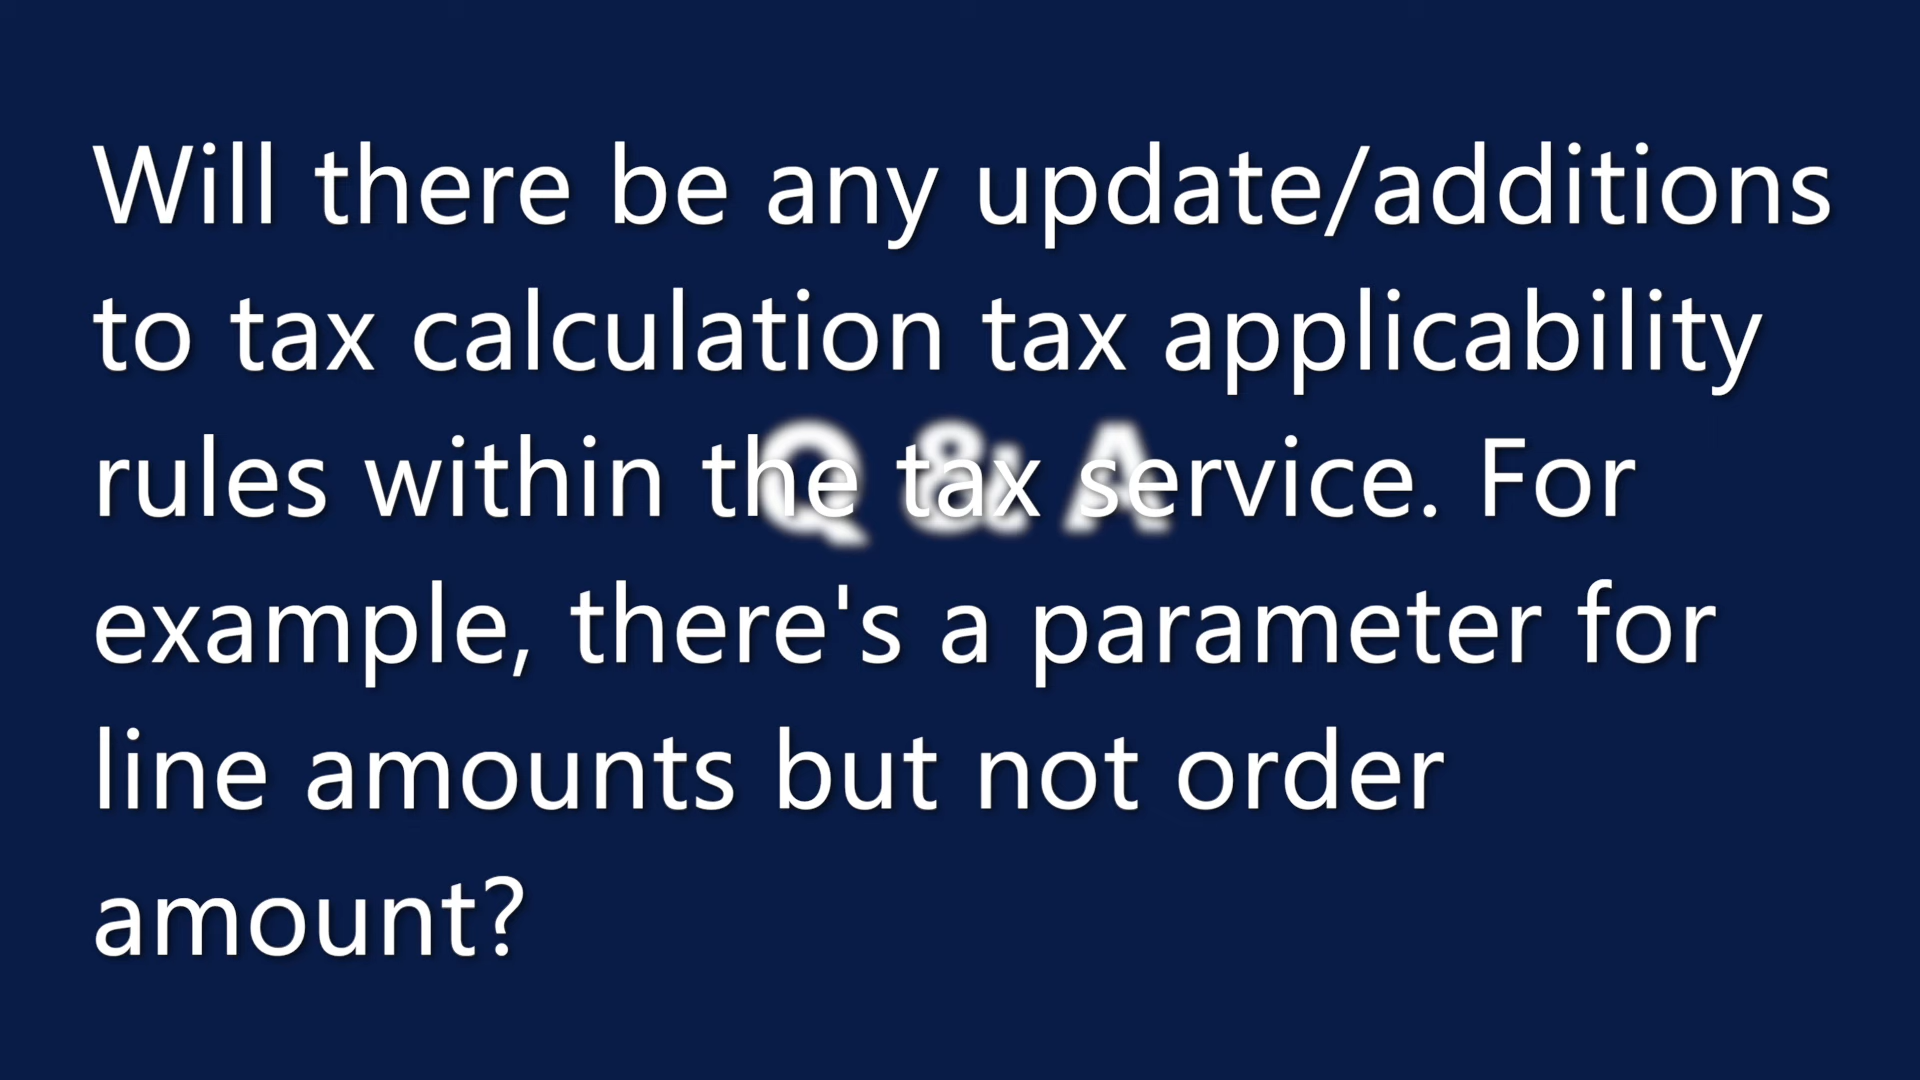 Will there be any update/additions
to tax calculation tax applicability
rules within the tax service. For
example, there's a parameter for
line amounts but not order
amount?
Q & A